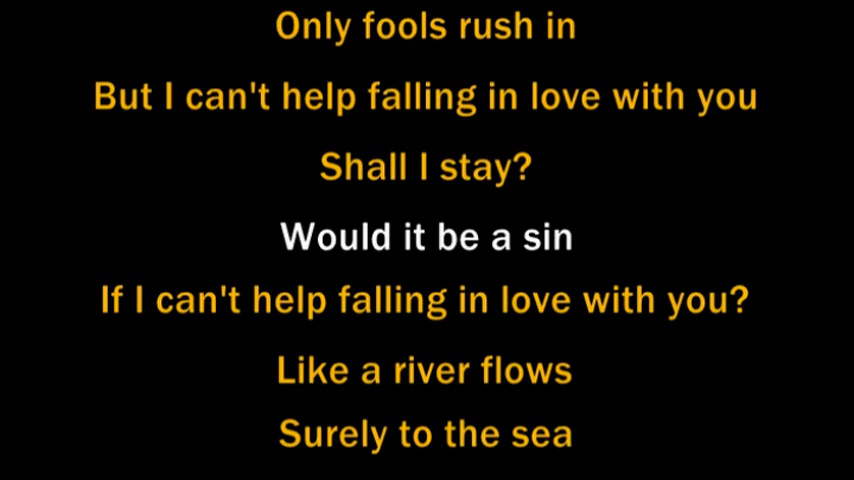 Only fools rush in
But I can't help falling in love with you
Shall I stay?
Would it be a sin
If I can't help falling in love with you?
Like a river flows
Surely to the sea